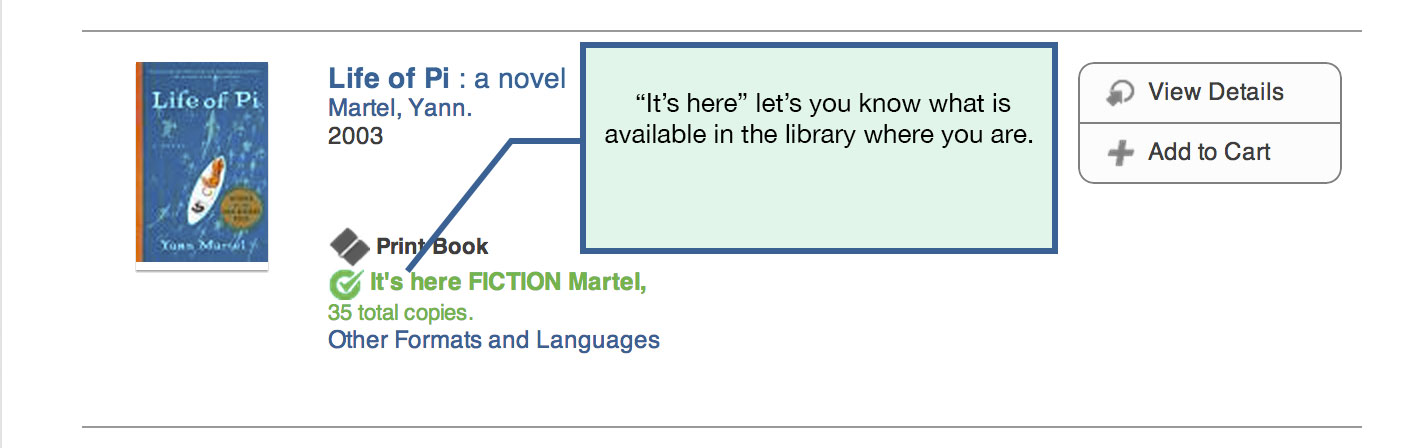 Life of Pi
Yann Martel
Life of Pi : a novel
Martel, Yann.
2003
Print Book
It's here FICTION Martel,
35 total copies.
Other Formats and Languages
“It’s here” let’s you know what is
available in the library where you are.
View Details
Add to Cart